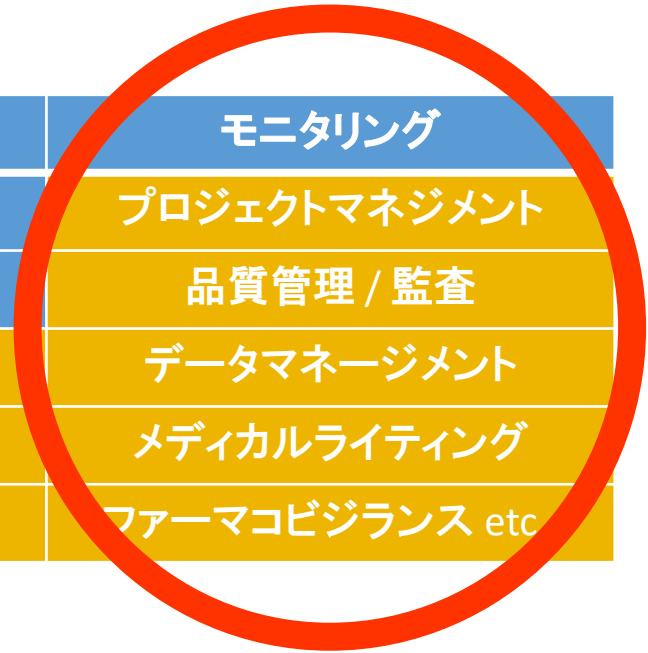 モニタリング
プロジェクトマネジメント
品質管理 / 監査
データマネージメント
メディカルライティング
ファーマコビジランス etc